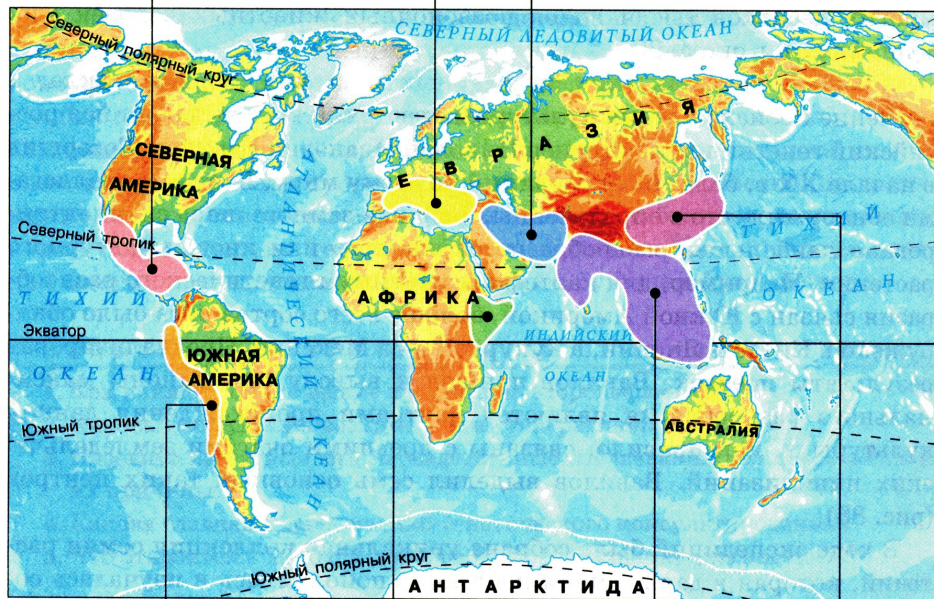 Северный полярный круг
СЕВЕРНЫЙ ЛЕДОВИТЫЙ ОКЕАН
ЕВРАЗИЯ
СЕВЕРНАЯ
АМЕРИКА
АТЛАНТИЧЕСКИЙ ОКЕАН
Северный тропик
ТИХИЙ
ОКЕАН
АФРИКА
ТИХИЙ
Экватор
ИНДИЙСКИЙ
ОКЕАН
ЮЖНАЯ
АМЕРИКА
ОКЕАН
Южный тропик
АВСТРАЛИЯ
Южный полярный круг
АНТАРКТИДА